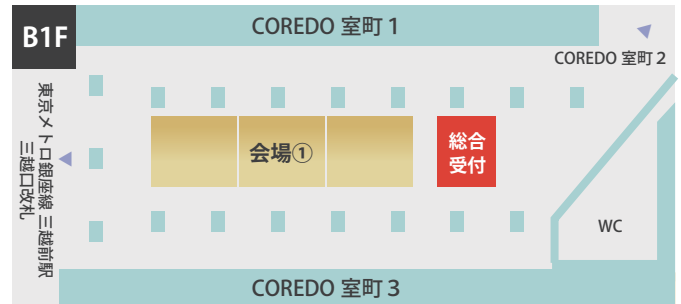 B1F
COREDO 室町 1
COREDO 室町 2
東京メトロ銀座線 三越前駅
三越口改札
会場①
総合
受付
WC
COREDO 室町 3